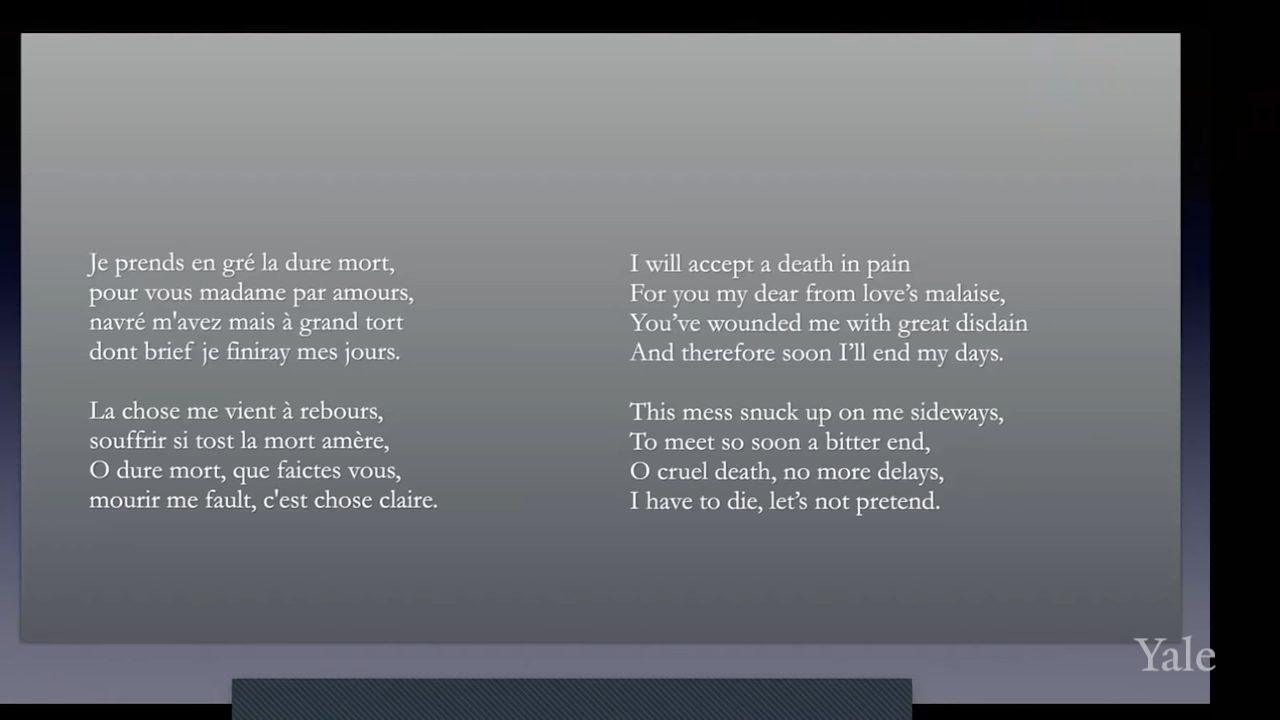 Je prends en gré la dure mort,
pour vous madame par amours,
navré m'avez mais à grand tort
dont brief je finiray mes jours.
La chose me vient à rebours,
souffrir si tost la mort amère,
O dure mort, que faictes vous,
mourir me fault, c'est chose claire.
I will accept a death in pain
For you my dear from love’s malaise,
You’ve wounded me with great disdain
And therefore soon I’ll end my days.
This mess snuck up on me sideways,
To meet so soon a bitter end,
O cruel death, no more delays,
I have to die, let’s not pretend.
Yale